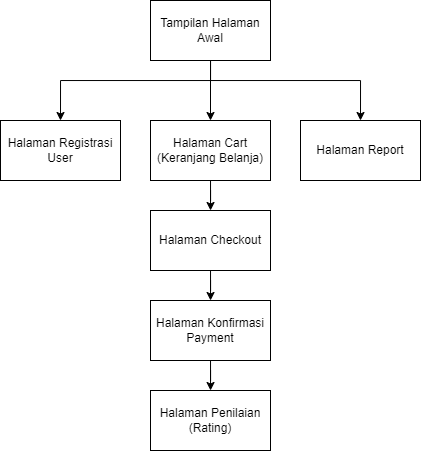 Tampilan Halaman
Awal
Halaman Registrasi
User
Halaman Cart
(Keranjang Belanja)
Halaman Report
Halaman Checkout
Halaman Konfirmasi
Payment
Halaman Penilaian
(Rating)